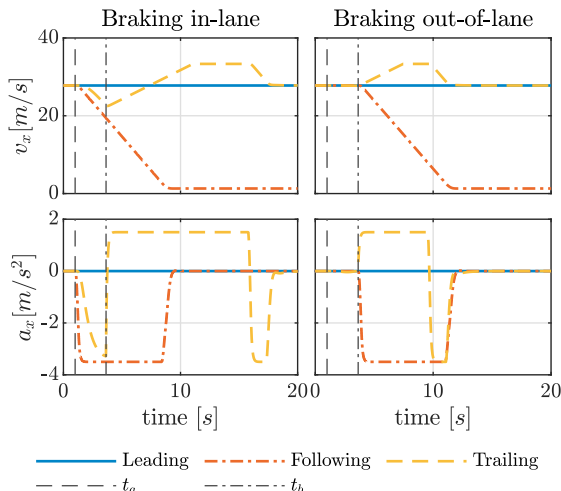 Braking in-lane Braking out-of-lane
40
20
0
v_x[m/s]
2
0
-2
-4
a_x[m/s²]
0 10 20 0 10 20
time [s] time [s]
Leading Following Trailing
t_a t_b